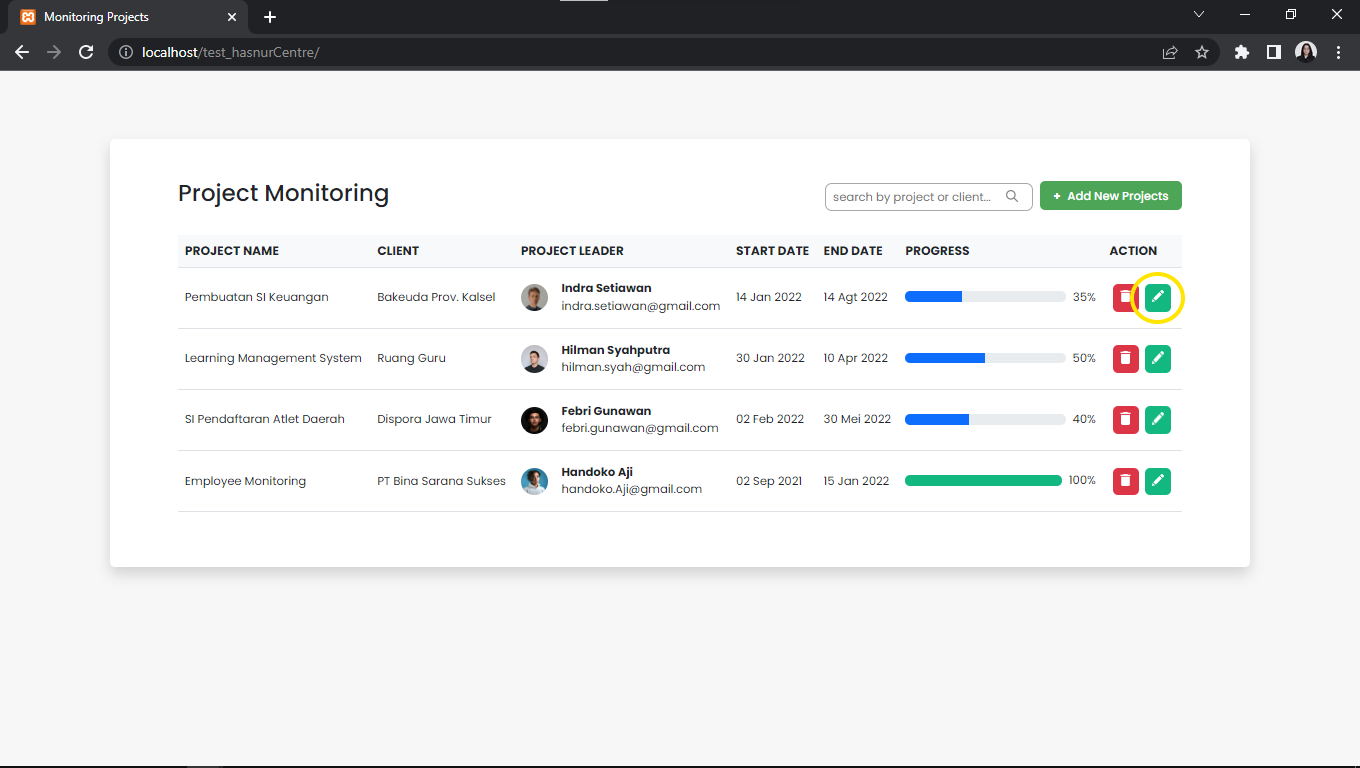 Monitoring Projects
localhost/test_hasnurCentre/
Project Monitoring
search by project or client...
+ Add New Projects
PROJECT NAME CLIENT PROJECT LEADER START DATE END DATE PROGRESS ACTION
Pembuatan SI Keuangan Bakeuda Prov. Kalsel Indra Setiawan 14 Jan 2022 14 Agt 2022 35%
indra.setiawan@gmail.com
Learning Management System Ruang Guru Hilman Syahputra 30 Jan 2022 10 Apr 2022 50%
hilman.syah@gmail.com
SI Pendaftaran Atlet Daerah Dispora Jawa Timur Febri Gunawan 02 Feb 2022 30 Mei 2022 40%
febri.gunawan@gmail.com
Employee Monitoring PT Bina Sarana Sukses Handoko Aji 02 Sep 2021 15 Jan 2022 100%
handoko.Aji@gmail.com